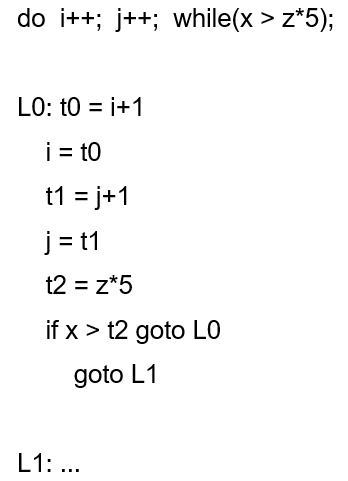 do i++; j++; while(x > z*5);
L0: t0 = i+1
i = t0
t1 = j+1
j = t1
t2 = z*5
if x > t2 goto L0
goto L1
L1: ...